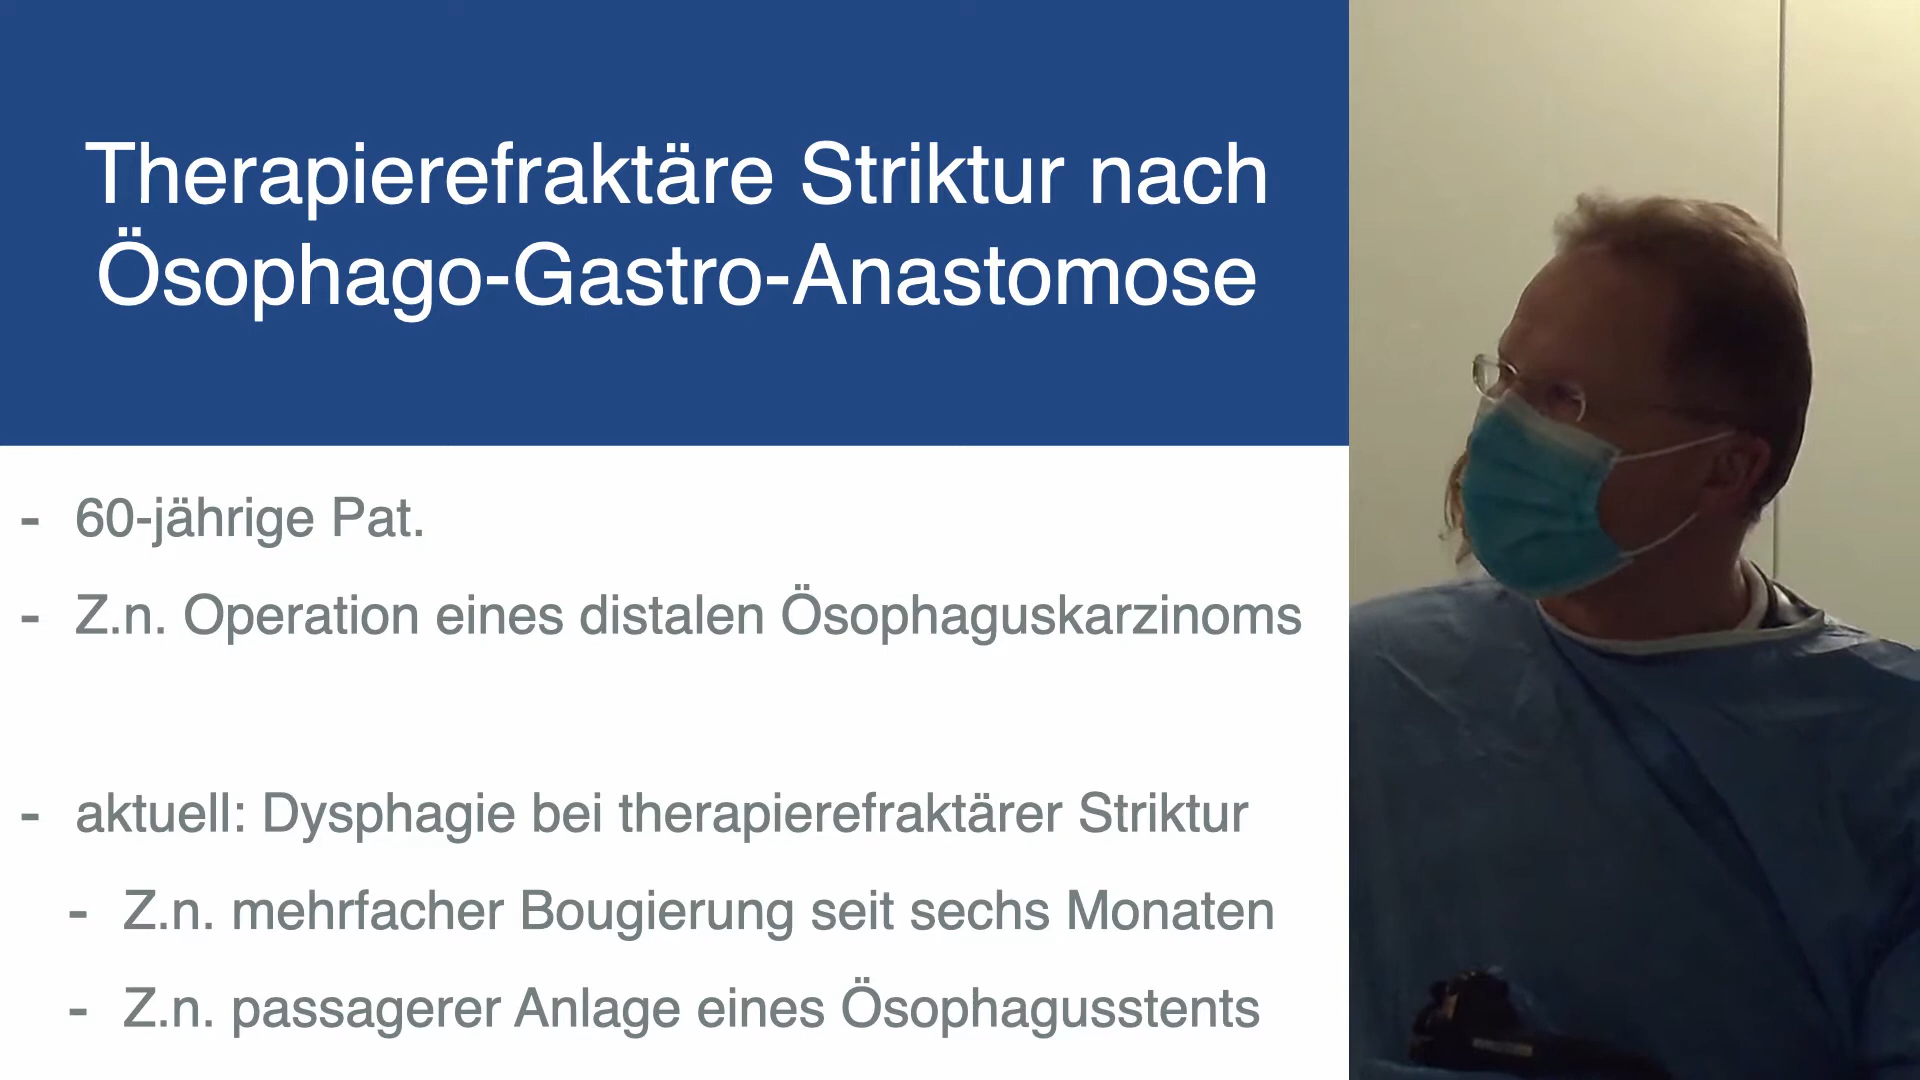 Therapierefraktäre Striktur nach
Ösophago-Gastro-Anastomose
- 60-jährige Pat.
- Z.n. Operation eines distalen Ösophaguskarzinoms
- aktuell: Dysphagie bei therapierefraktärer Striktur
- Z.n. mehrfacher Bougierung seit sechs Monaten
- Z.n. passagerer Anlage eines Ösophagusstents